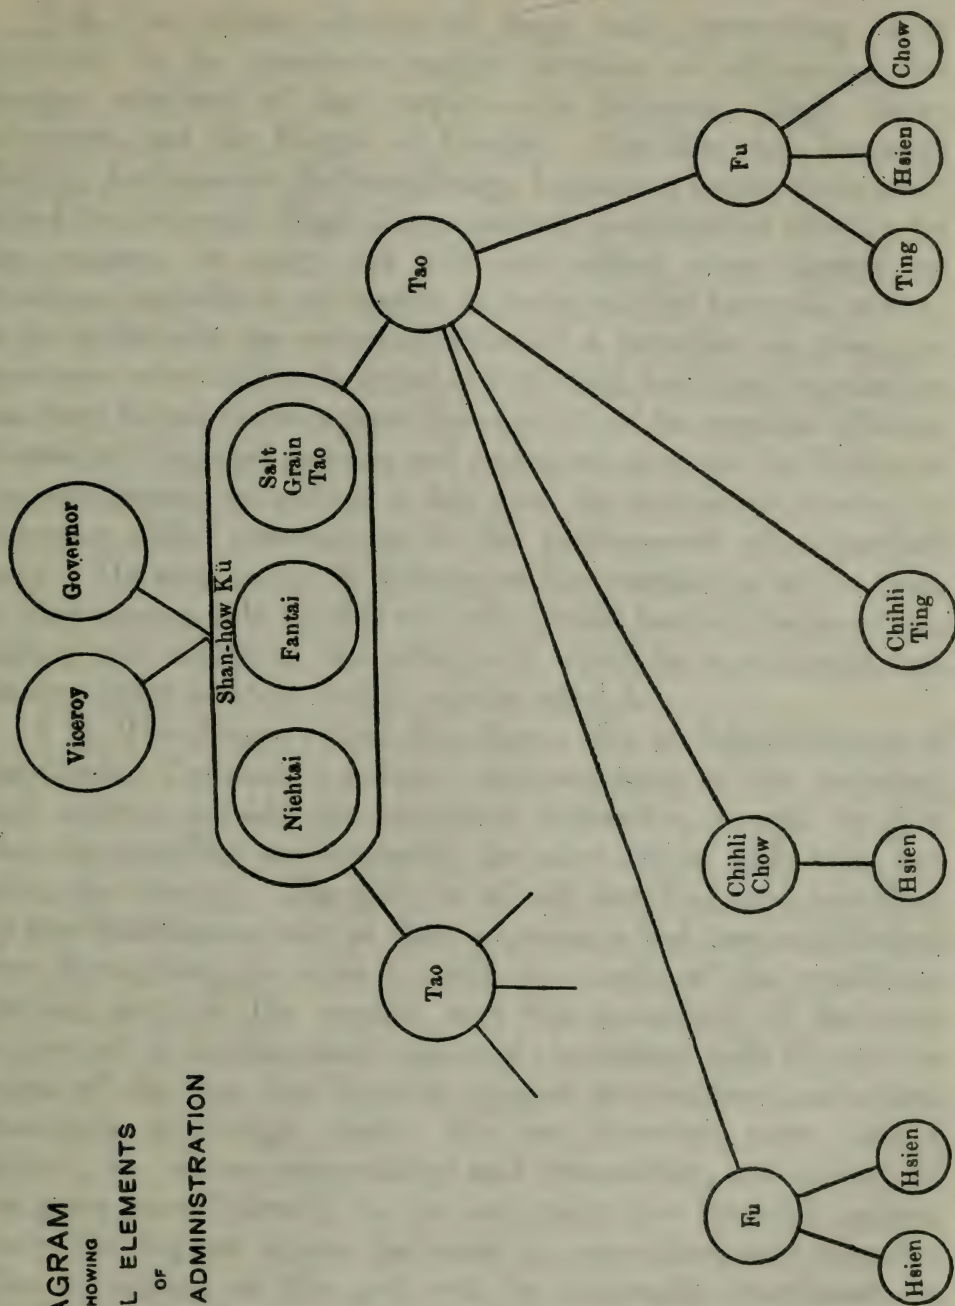 AGRAM
HOWING
L ELEMENTS
OF
ADMINISTRATION
Viceroy
Governor
Shan-how Kü
Niehtai
Fantai
Salt
Grain
Tao
Tao
Tao
Fu
Hsien
Hsien
Chihli
Chow
Hsien
Chihli
Ting
Fu
Ting
Hsien
Chow